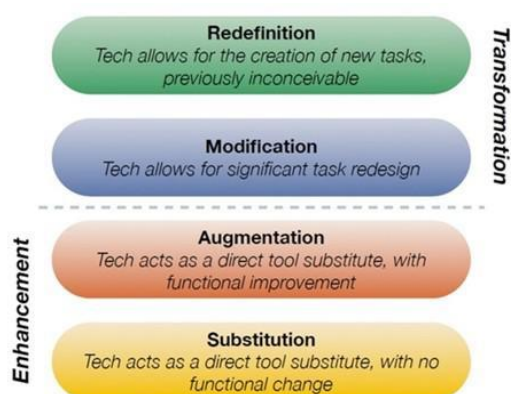 Redefinition
Tech allows for the creation of new tasks,
previously inconceivable
Transformation
Modification
Tech allows for significant task redesign
Augmentation
Tech acts as a direct tool substitute, with
functional improvement
Enhancement
Substitution
Tech acts as a direct tool substitute, with no
functional change